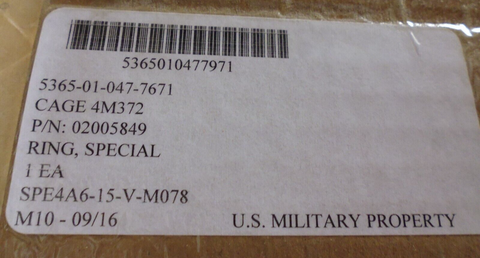 5365010477971
5365-01-047-7671
CAGE 4M372
P/N: 02005849
RING, SPECIAL
1 EA
SPE4A6-15-V-M078
M10 - 09/16 U.S. MILITARY PROPERTY